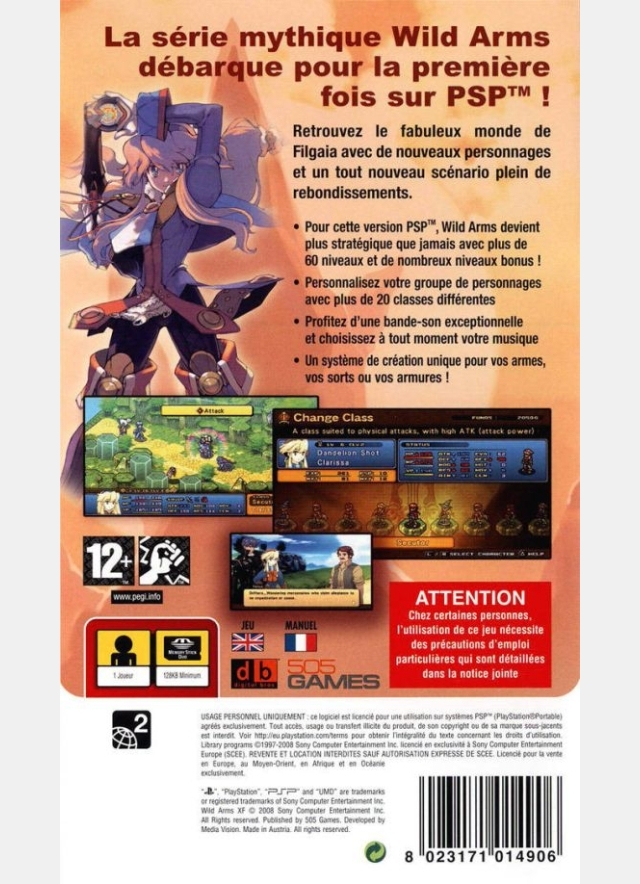 La série mythique Wild Arms
débarque pour la première
fois sur PSP™ !
Retrouvez le fabuleux monde de
Filgaia avec de nouveaux personnages
et un tout nouveau scénario plein de
rebondissements.
• Pour cette version PSP™, Wild Arms devient
plus stratégique que jamais avec plus de
60 niveaux et de nombreux niveaux bonus !
• Personnalisez votre groupe de personnages
avec plus de 20 classes différentes
• Profitez d'une bande-son exceptionnelle
et choisissez à tout moment votre musique
• Un système de création unique pour vos armes,
vos sorts ou vos armures !
Attack
Change Class
A class suited to physical attacks, with high ATK (attack power)
Dandelion Shot
Clarissa
STATUS
Secutor
SELECT CHARACTER
HELP
12+
www.pegi.info
JEU
MANUEL
1 Joueur
MEMORY STICK
DUO
128KB Minimum
db
digital bros
505
GAMES
ATTENTION
Chez certaines personnes,
l'utilisation de ce jeu nécessite
des précautions d'emploi
particulières qui sont détaillées
dans la notice jointe
2
USAGE PERSONNEL UNIQUEMENT : ce logiciel est licencié pour une utilisation sur systèmes PSP™ (PlayStation®Portable)
agréés exclusivement. Tout accès, usage ou transfert illicite du produit, de son copyright ou de sa marque sous-jacents
est interdit. Voir http://eu.playstation.com/terms pour obtenir l'intégralité du texte concernant les droits d'utilisation.
Library programs ©1997-2008 Sony Computer Entertainment Inc. licencié en exclusivité à Sony Computer Entertainment
Europe (SCEE). REVENTE ET LOCATION INTERDITES SAUF AUTORISATION EXPRESSE DE SCEE. Licencié pour la vente
en Europe, au Moyen-Orient, en Afrique et en Océanie
exclusivement.
" ", "PlayStation", "PSP" and "UMD" are trademarks
or registered trademarks of Sony Computer Entertainment Inc.
Wild Arms XF © 2008 Sony Computer Entertainment Inc.
All rights reserved. Published by 505 Games. Developed by
Media Vision. Made in Austria. All rights reserved.
8 023171 014906